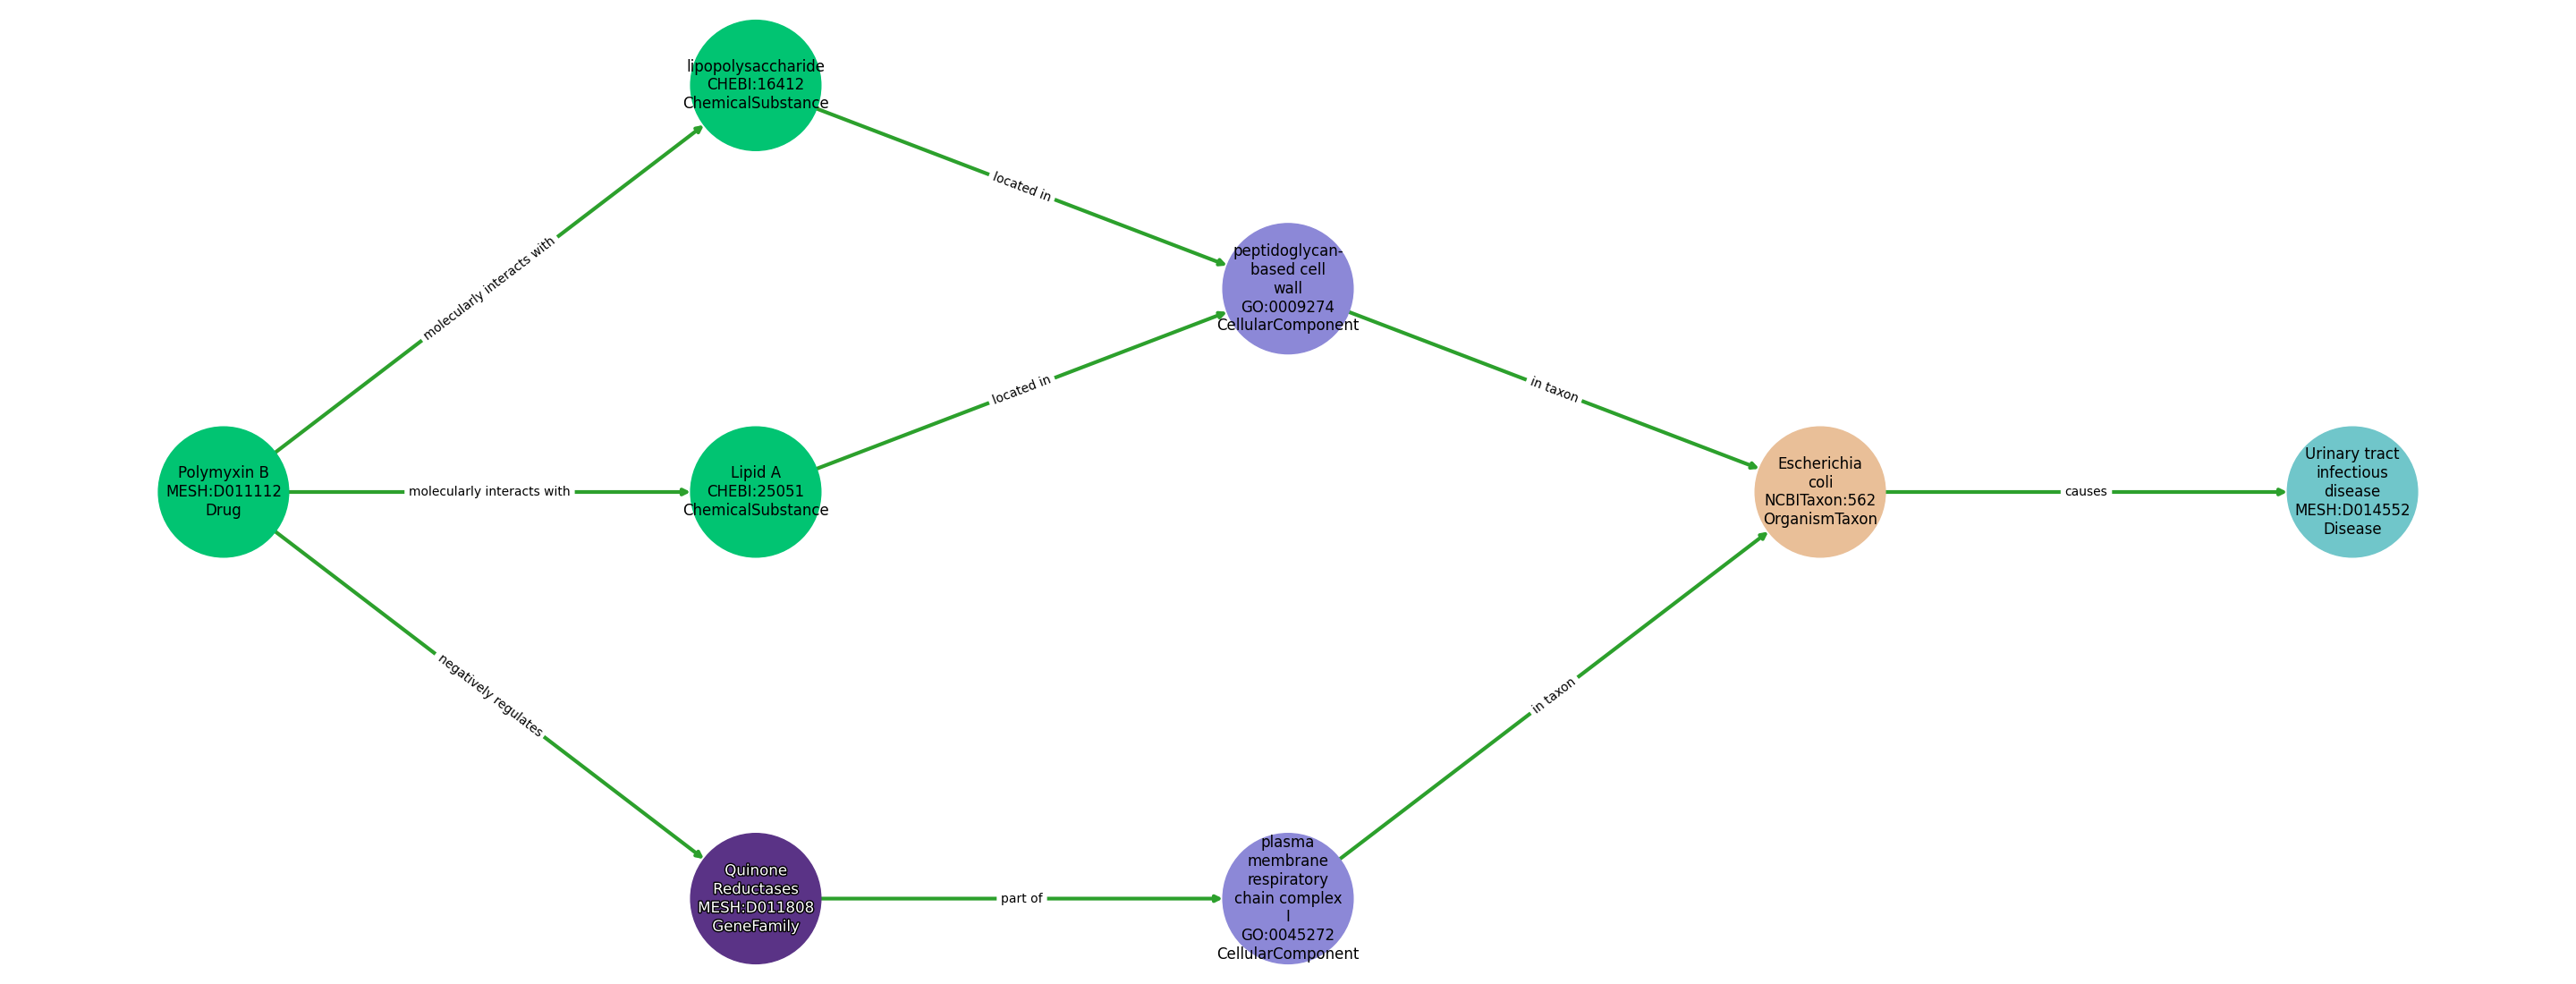 lipopolysaccharide
CHEBI:16412
ChemicalSubstance
located in
molecularly interacts with
peptidoglycan-
based cell
wall
GO:0009274
CellularComponent
located in
in taxon
Polymyxin B
MESH:D011112
Drug
molecularly interacts with
Lipid A
CHEBI:25051
ChemicalSubstance
Escherichia
coli
NCBITaxon:562
OrganismTaxon
causes
Urinary tract
infectious
disease
MESH:D014552
Disease
negatively regulates
in taxon
Quinone
Reductases
MESH:D011808
GeneFamily
part of
plasma
membrane
respiratory
chain complex
I
GO:0045272
CellularComponent